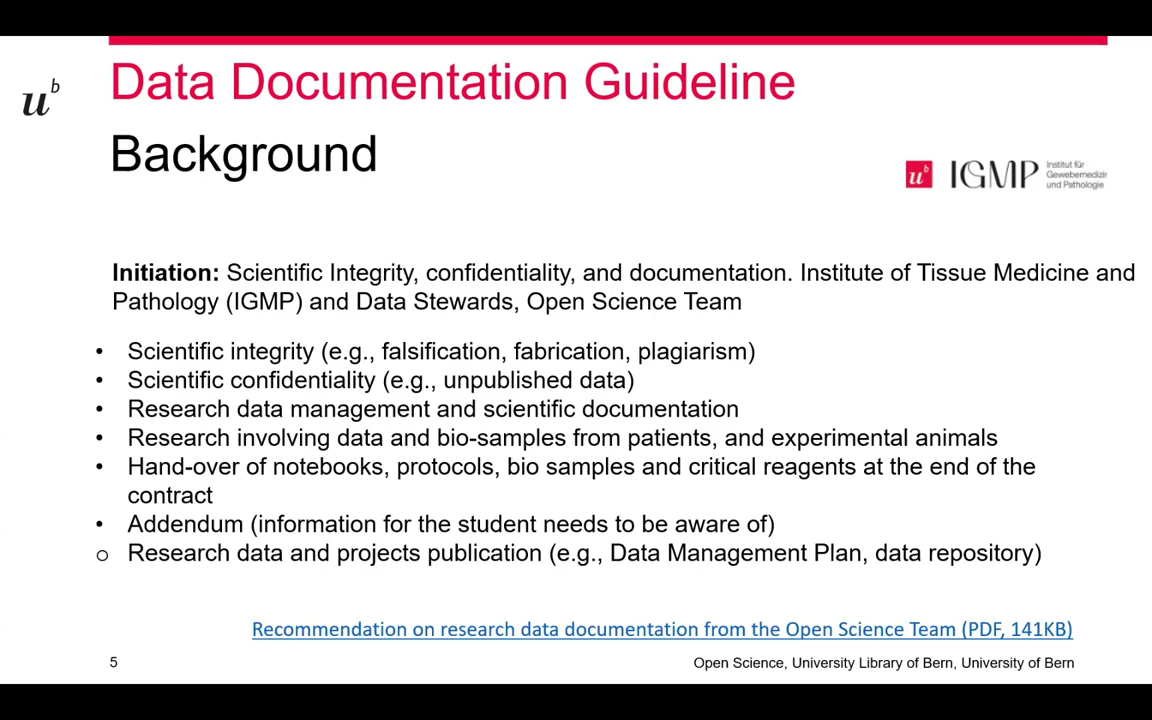 Data Documentation Guideline
u^b
Background
u^b IGMP Institut für
Gewebemedizin
und Pathologie
Initiation: Scientific Integrity, confidentiality, and documentation. Institute of Tissue Medicine and
Pathology (IGMP) and Data Stewards, Open Science Team
• Scientific integrity (e.g., falsification, fabrication, plagiarism)
• Scientific confidentiality (e.g., unpublished data)
• Research data management and scientific documentation
• Research involving data and bio-samples from patients, and experimental animals
• Hand-over of notebooks, protocols, bio samples and critical reagents at the end of the
contract
• Addendum (information for the student needs to be aware of)
o Research data and projects publication (e.g., Data Management Plan, data repository)
Recommendation on research data documentation from the Open Science Team (PDF, 141KB)
5 Open Science, University Library of Bern, University of Bern